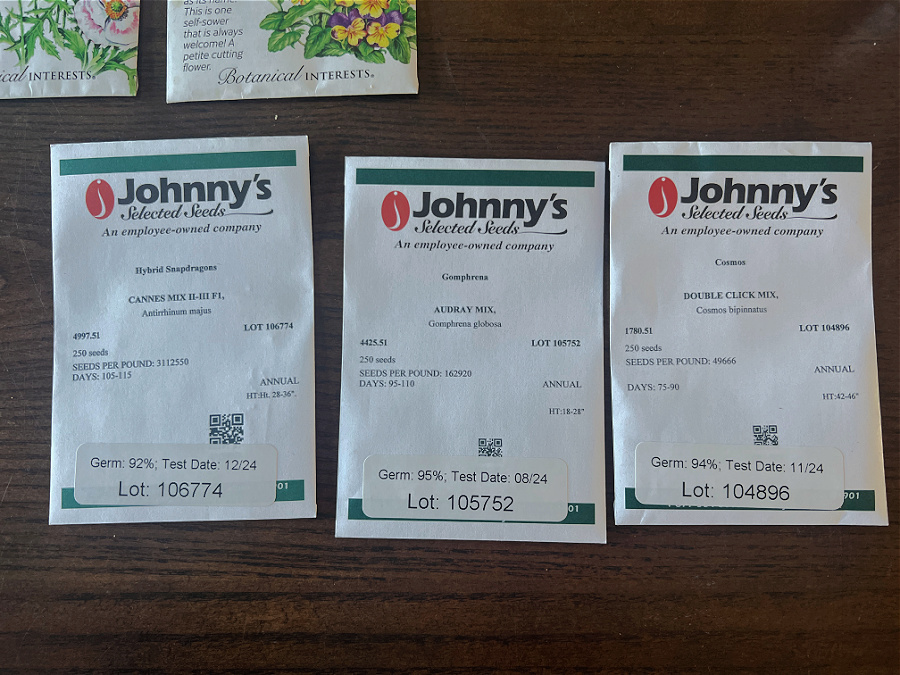 as its name.
This is one
self-sower
that is always
welcome! A
petite cutting
flower.
ical INTERESTS®
Botanical INTERESTS®
Johnny's
Selected Seeds
An employee-owned company
Hybrid Snapdragons
CANNES MIX II-III F1,
Antirrhinum majus
4997.51 LOT 106774
250 seeds
SEEDS PER POUND: 3112550
DAYS: 105-115
ANNUAL
HT:Ht. 28-36".
Germ: 92%; Test Date: 12/24
Lot: 106774
01
Johnny's
Selected Seeds
An employee-owned company
Gomphrena
AUDRAY MIX,
Gomphrena globosa
4425.51 LOT 105752
250 seeds
SEEDS PER POUND: 162920
DAYS: 95-110
ANNUAL
HT:18-28"
Germ: 95%; Test Date: 08/24
Lot: 105752
01
Johnny's
Selected Seeds
An employee-owned company
Cosmos
DOUBLE CLICK MIX,
Cosmos bipinnatus
1780.51 LOT 104896
250 seeds
SEEDS PER POUND: 49666
ANNUAL
DAYS: 75-90
HT:42-46"
Germ: 94%; Test Date: 11/24
Lot: 104896
901